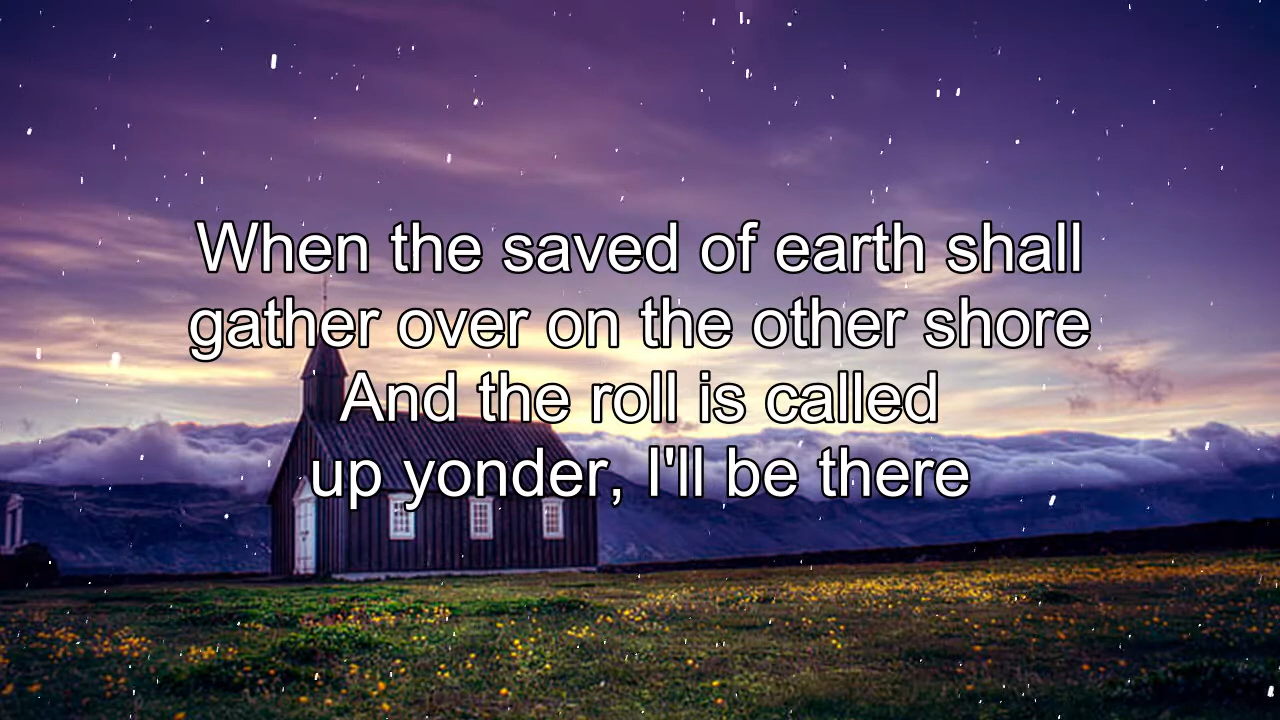 When the saved of earth shall
gather over on the other shore
And the roll is called
up yonder, I'll be there